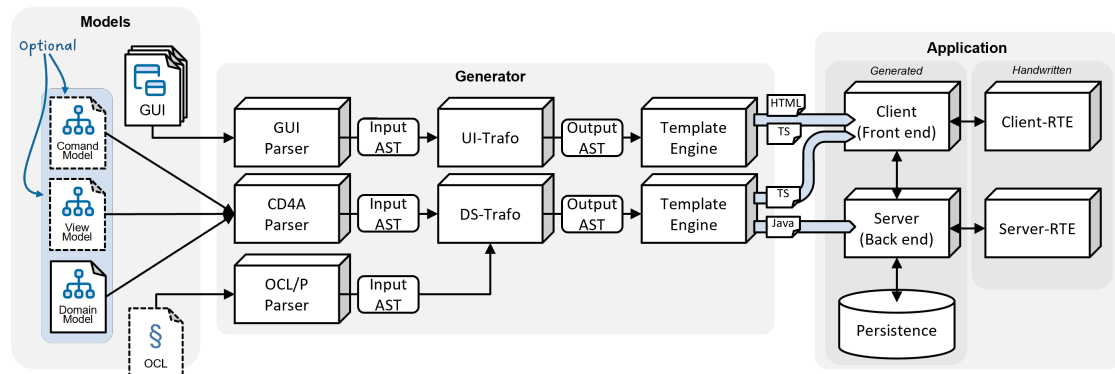 Models
Optional
GUI
Comand
Model
View
Model
Domain
Model
§
OCL
Generator
GUI
Parser
Input
AST
UI-Trafo
Output
AST
Template
Engine
CD4A
Parser
Input
AST
DS-Trafo
Output
AST
Template
Engine
OCL/P
Parser
Input
AST
HTML
TS
TS
Java
Application
Generated
Handwritten
Client
(Front end)
Client-RTE
Server
(Back end)
Server-RTE
Persistence